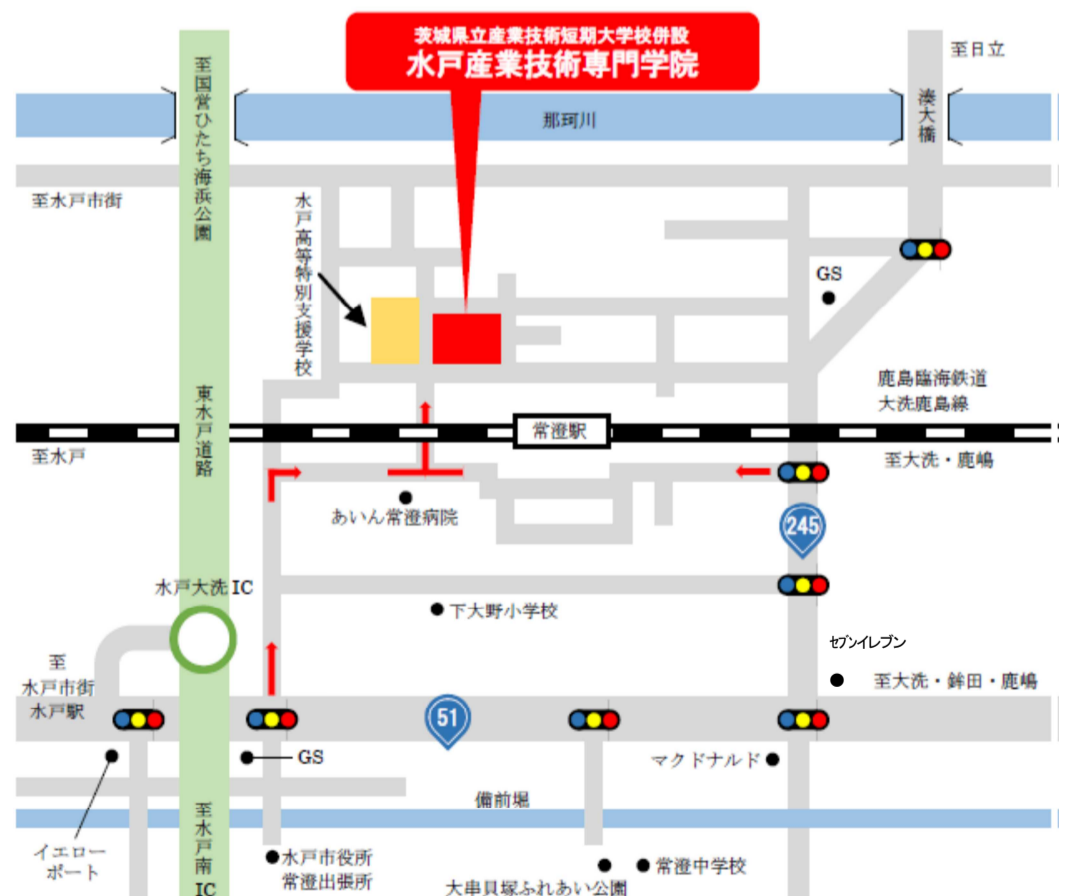 茨城県立産業技術短期大学校併設
水戸産業技術専門学院
至日立
至国営ひたち海浜公園
那珂川
湊大橋
至水戸市街
水戸高等特別支援学校
GS
鹿島臨海鉄道
大洗鹿島線
東水戸道路
常澄駅
至水戸
至大洗・鹿嶋
あいん常澄病院
245
水戸大洗 IC
下大野小学校
セブンイレブン
至
水戸市街
水戸駅
至大洗・鉾田・鹿嶋
51
GS
マクドナルド
備前堀
至水戸南IC
イエロー
ポート
水戸市役所
常澄出張所
常澄中学校
大串貝塚ふれあい公園